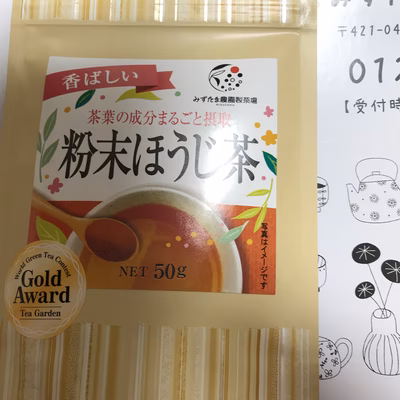 香ばしい
みずたま農園製茶場
茶葉の成分まるごと摂取
粉末ほうじ茶
写真はイメージです
NET 50g
World Green Tea Contest
Gold
Award
Tea Garden
〒421-04
012
【受付時